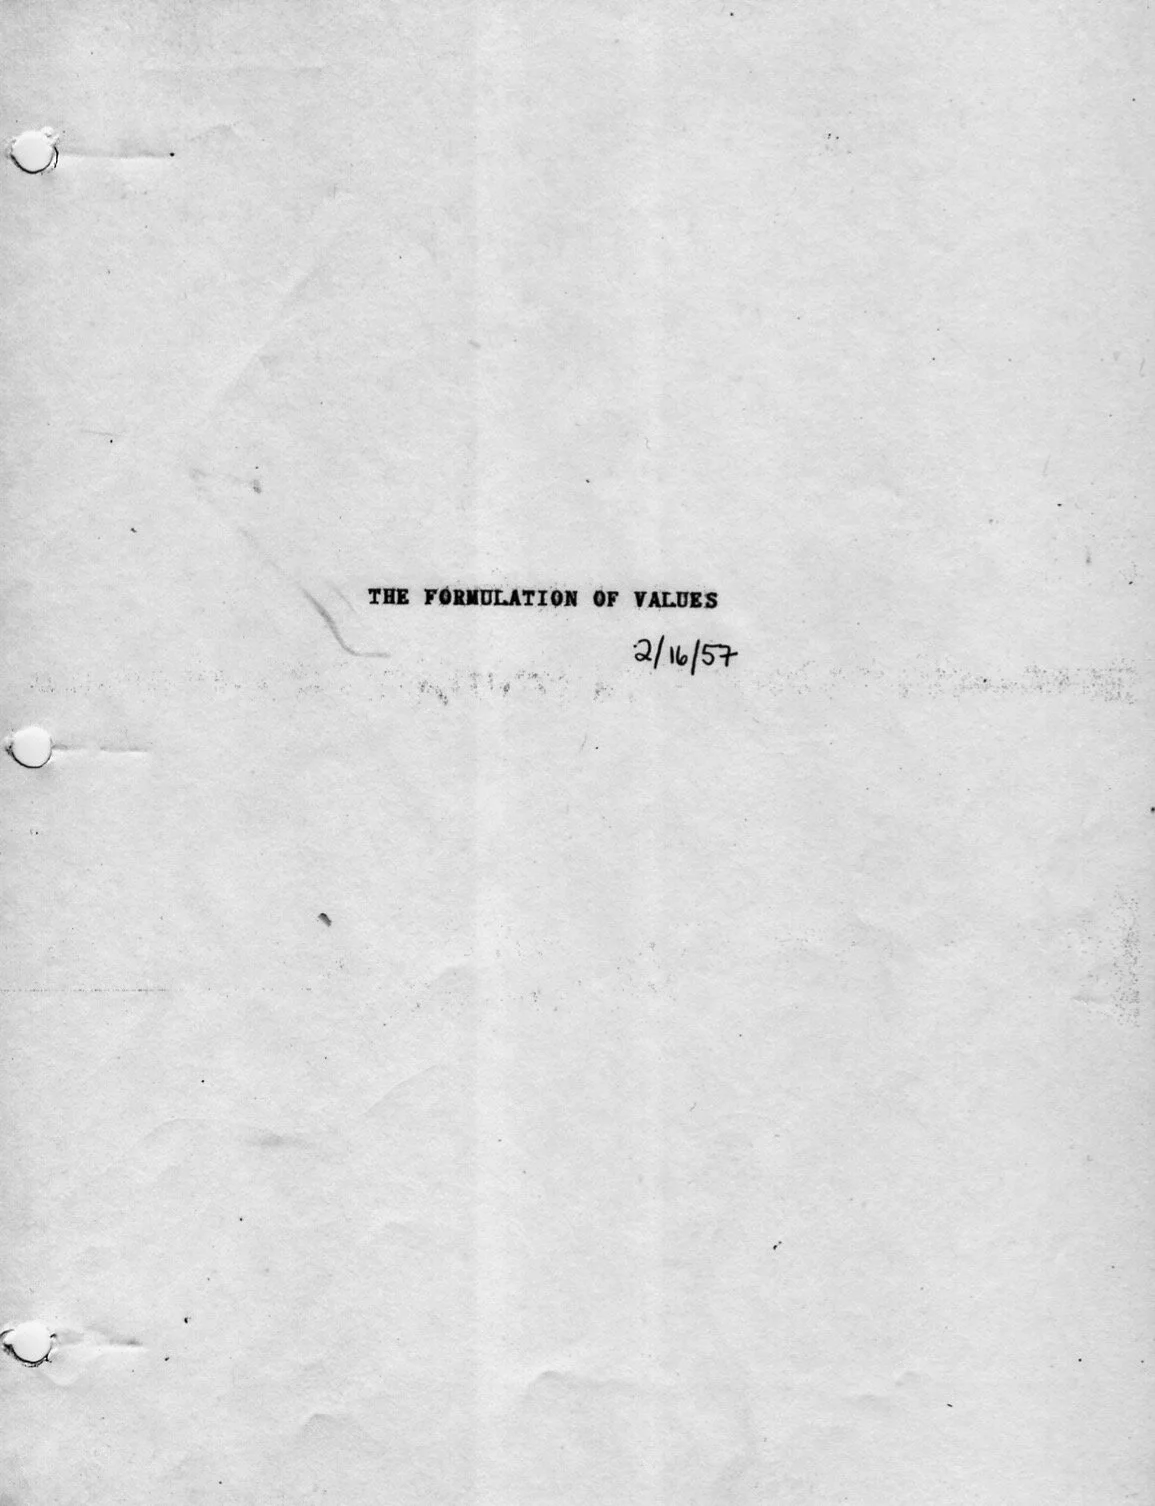 THE FORMULATION OF VALUES
2/16/57